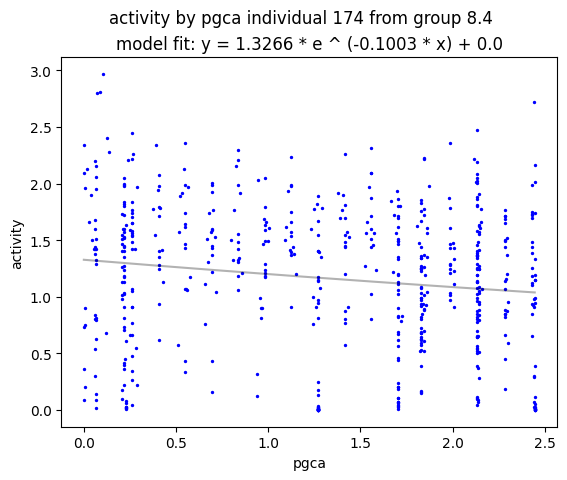 activity by pgca individual 174 from group 8.4
model fit: y = 1.3266 * e ^ (-0.1003 * x) + 0.0
3.0
2.5
2.0
1.5
1.0
0.5
0.0
activity
0.0 0.5 1.0 1.5 2.0 2.5
pgca